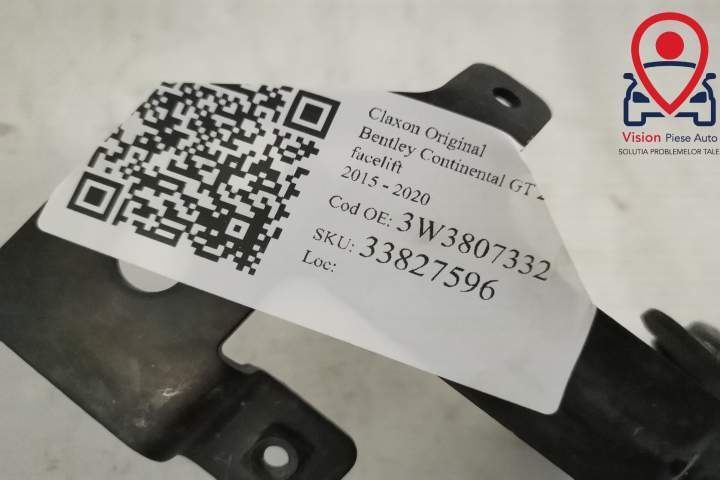 Claxon Original
Bentley Continental GT 2
facelift
2015 - 2020
Cod OE: 3W3807332
SKU: 33827596
Loc:
Vision Piese Auto
SOLUTIA PROBLEMELOR TALE